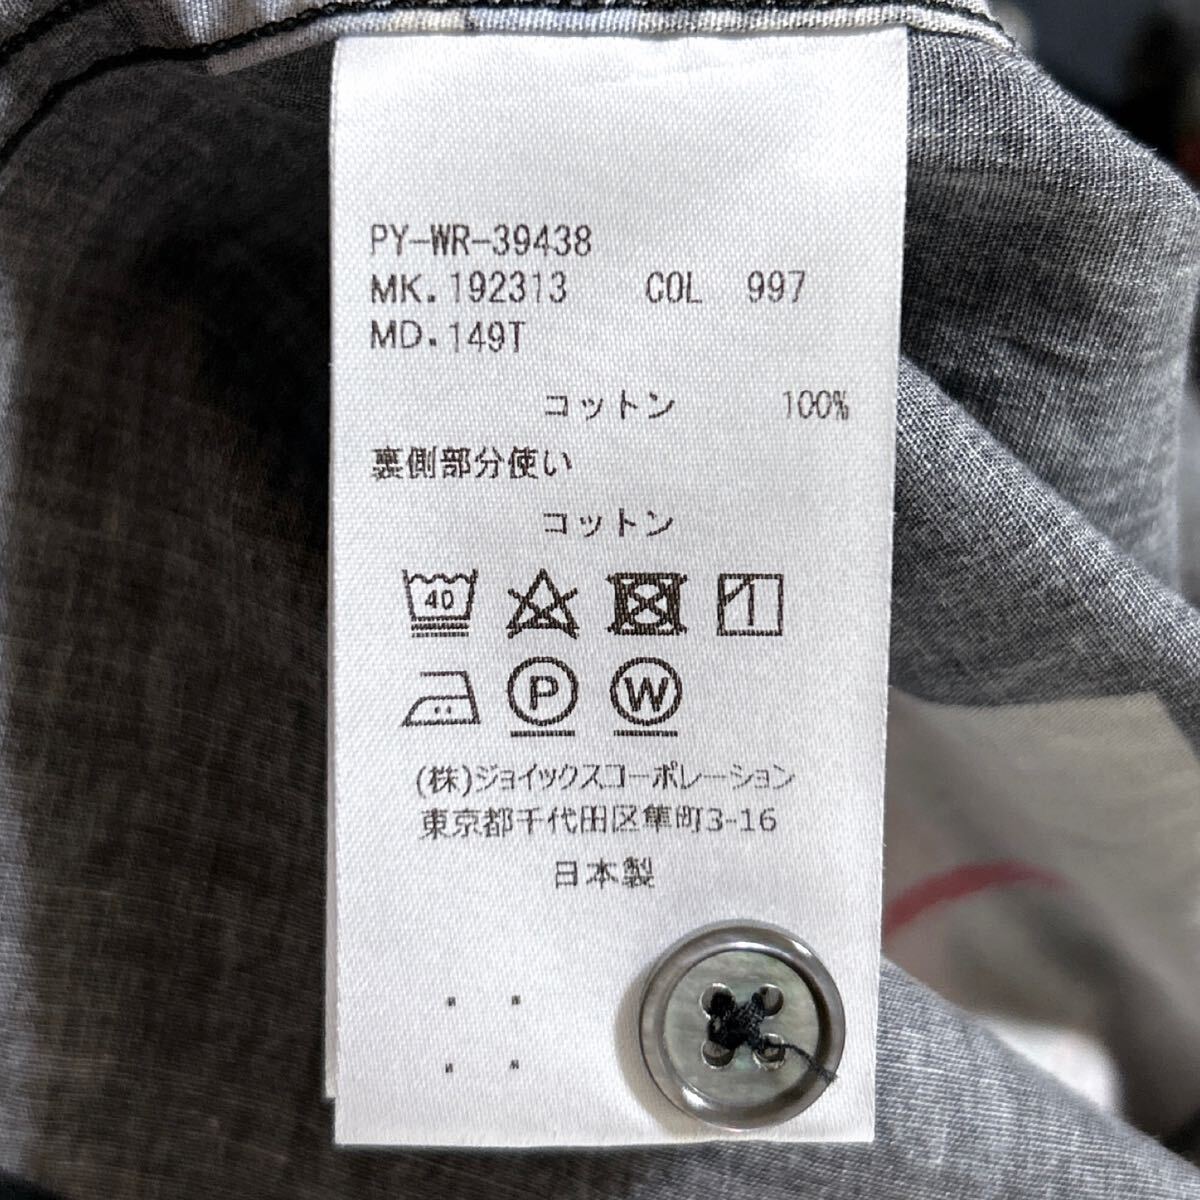 PY-WR-39438
MK.192313 COL 997
MD.149T
コットン 100%
裏側部分使い
コットン
40
P W
(株)ジョイックスコーポレーション
東京都千代田区隼町3-16
日本製